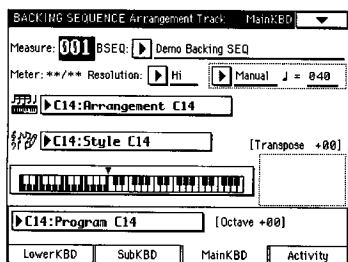 BACKING SEQUENCE Arrangement Track MainKBD
Measure: 001 BSEQ: Demo Backing SEQ
Meter: **/** Resolution: Hi Manual ♩ = 040
C14:Arrangement C14
C14:Style C14 [Transpose +00]
C14:Program C14 [Octave +00]
LowerKBD SubKBD MainKBD Activity